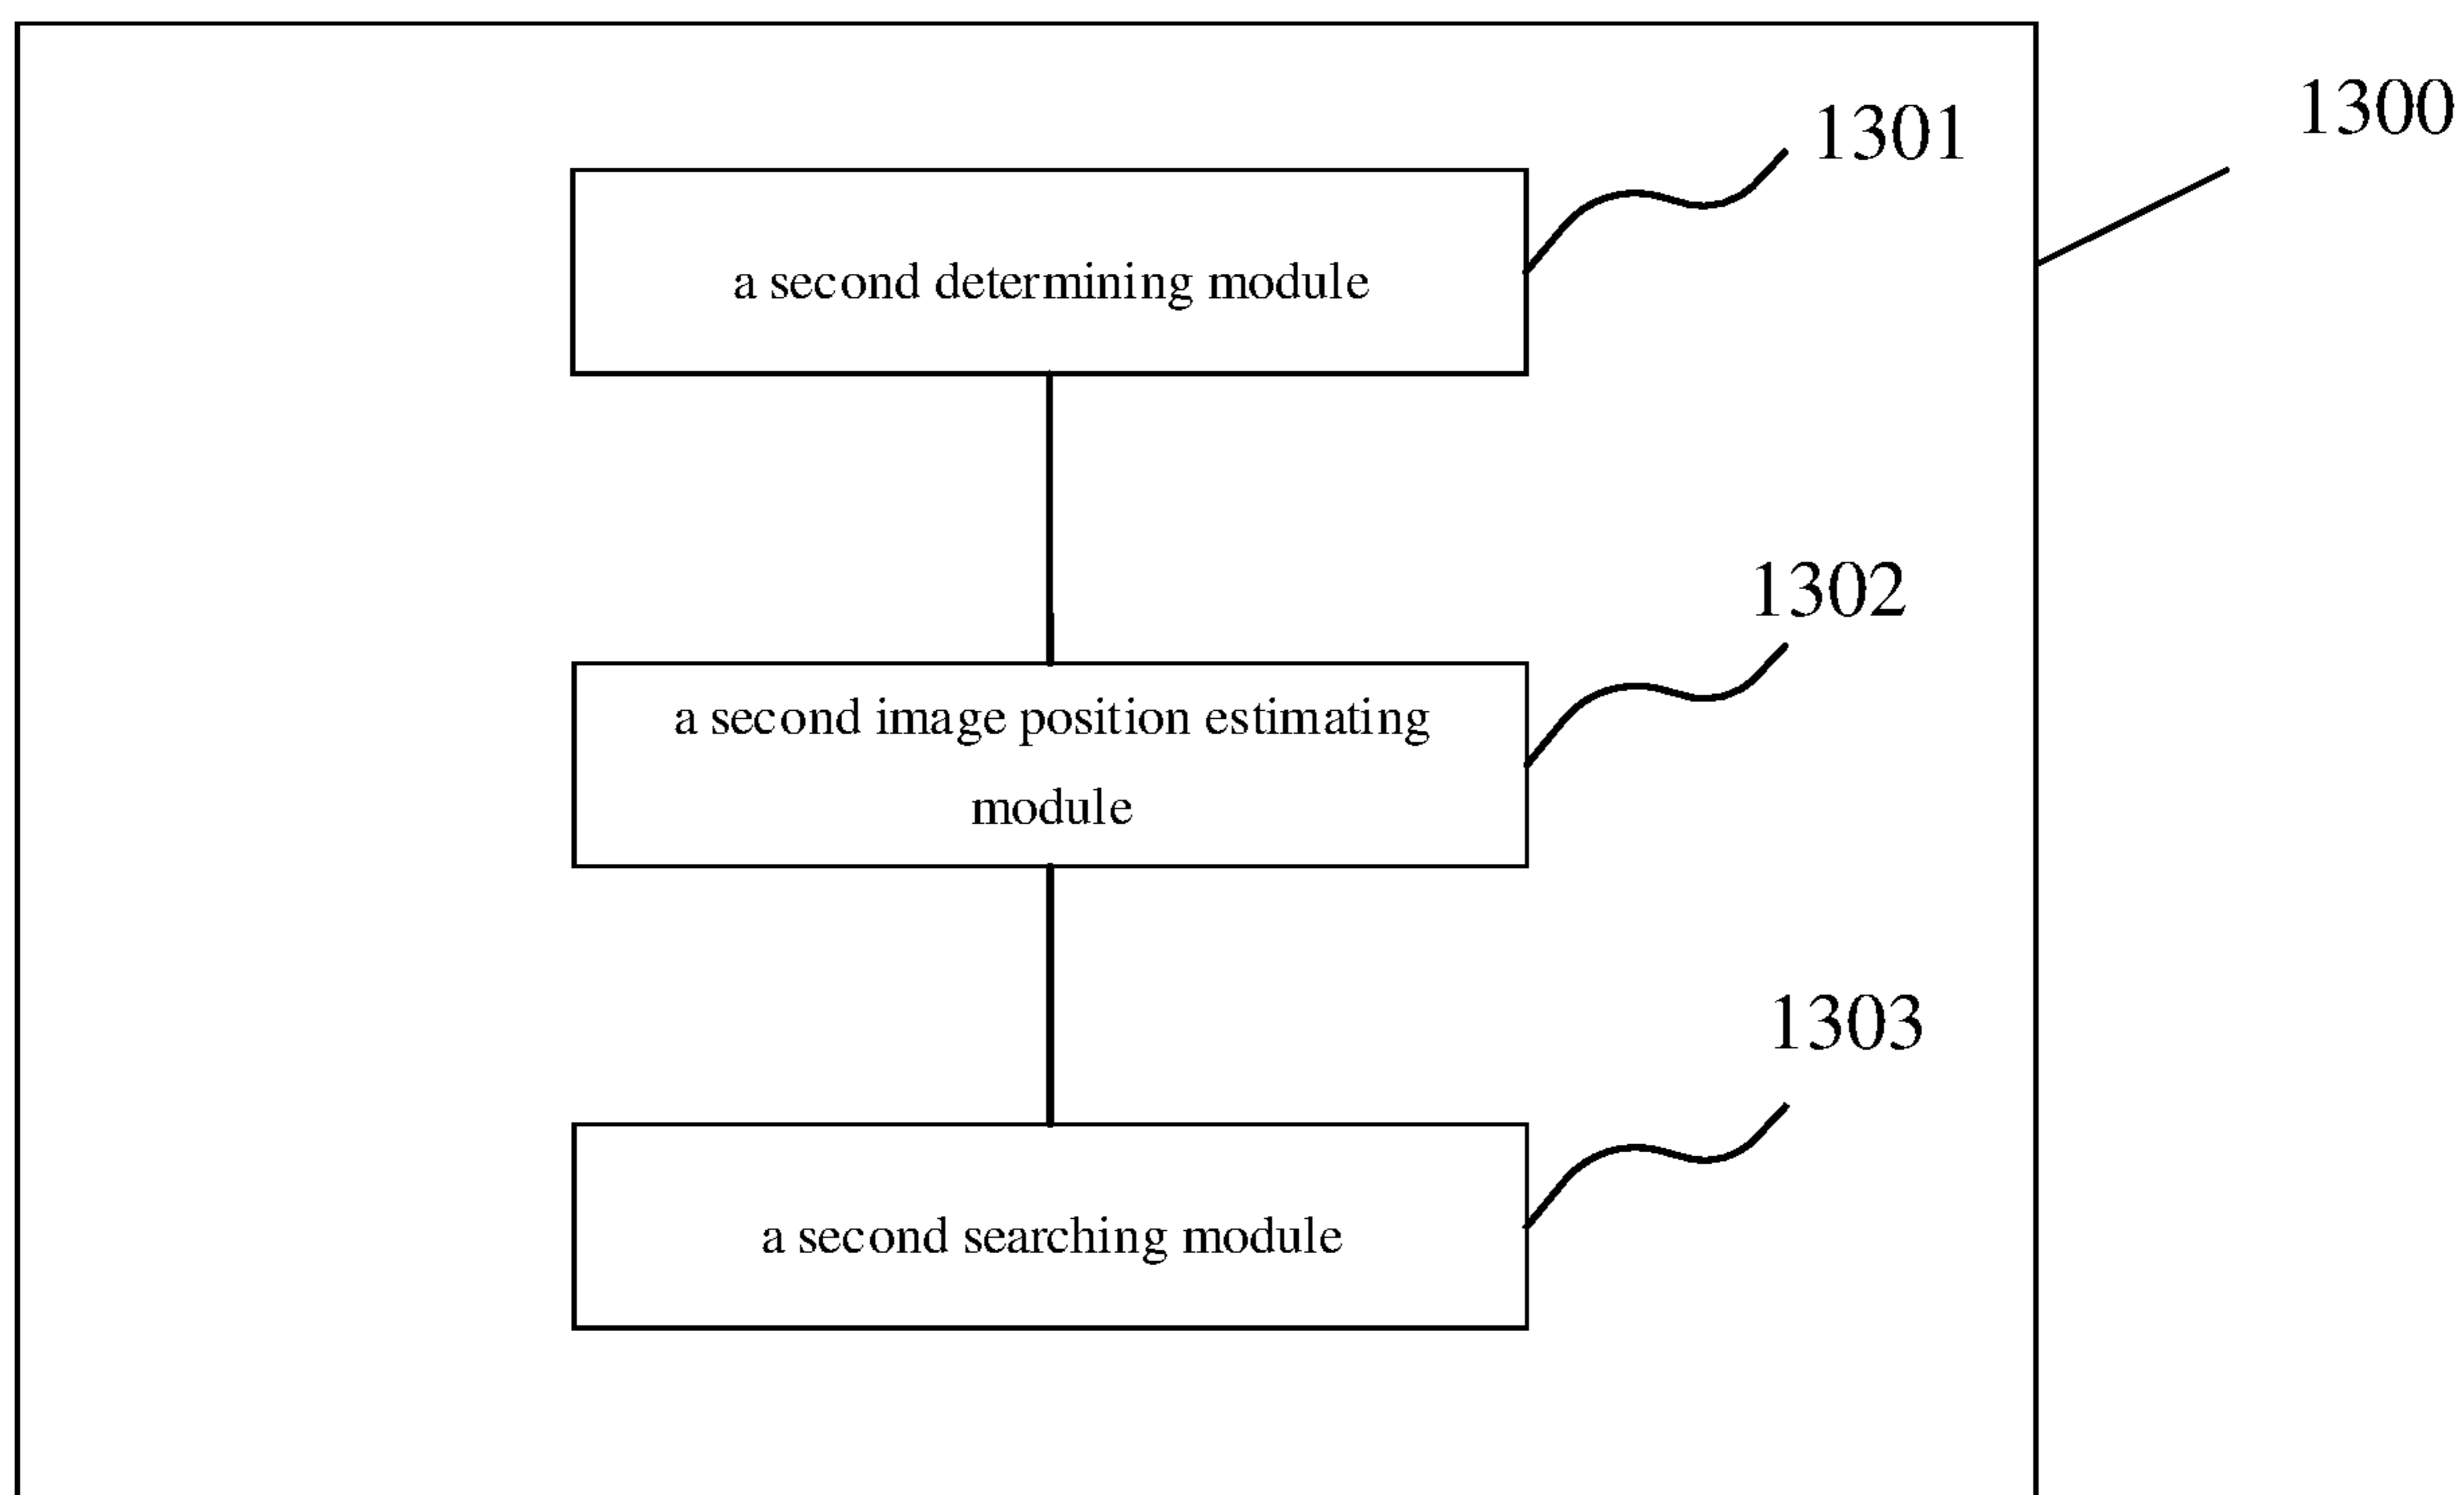 1300
1301
a second determining module
1302
a second image position estimating
module
1303
a second searching module